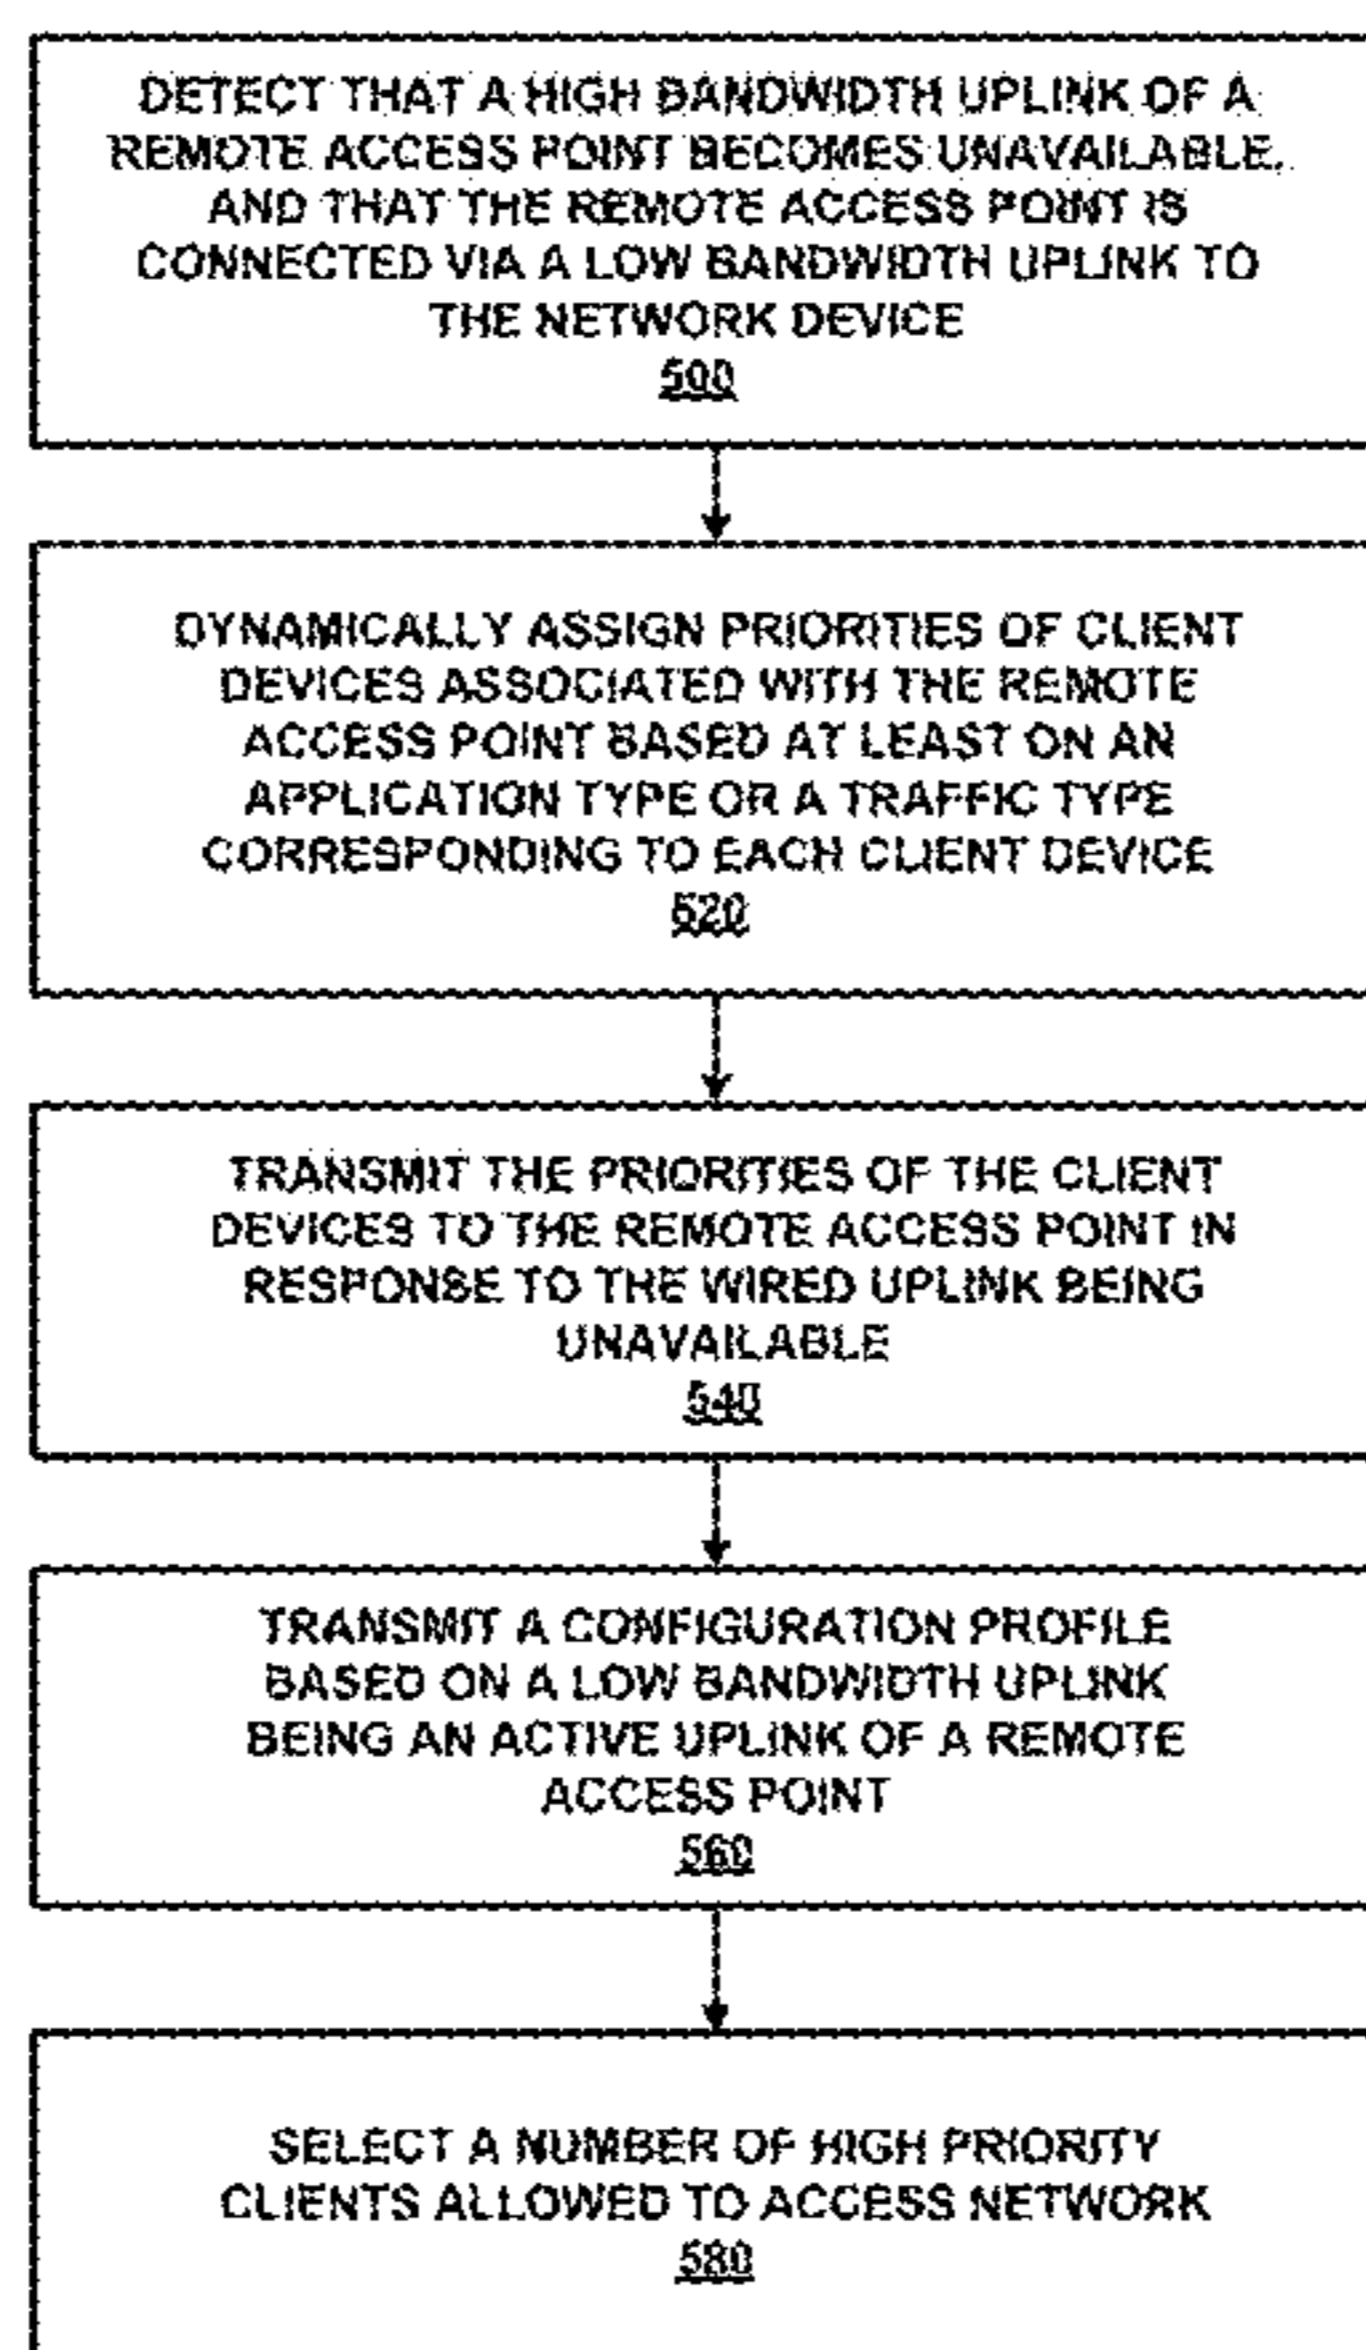 DETECT THAT A HIGH BANDWIDTH UPLINK OF A
REMOTE ACCESS POINT BECOMES UNAVAILABLE,
AND THAT THE REMOTE ACCESS POINT IS
CONNECTED VIA A LOW BANDWIDTH UPLINK TO
THE NETWORK DEVICE
500
DYNAMICALLY ASSIGN PRIORITIES OF CLIENT
DEVICES ASSOCIATED WITH THE REMOTE
ACCESS POINT BASED AT LEAST ON AN
APPLICATION TYPE OR A TRAFFIC TYPE
CORRESPONDING TO EACH CLIENT DEVICE
520
TRANSMIT THE PRIORITIES OF THE CLIENT
DEVICES TO THE REMOTE ACCESS POINT IN
RESPONSE TO THE WIRED UPLINK BEING
UNAVAILABLE
540
TRANSMIT A CONFIGURATION PROFILE
BASED ON A LOW BANDWIDTH UPLINK
BEING AN ACTIVE UPLINK OF A REMOTE
ACCESS POINT
560
SELECT A NUMBER OF HIGH PRIORITY
CLIENTS ALLOWED TO ACCESS NETWORK
580